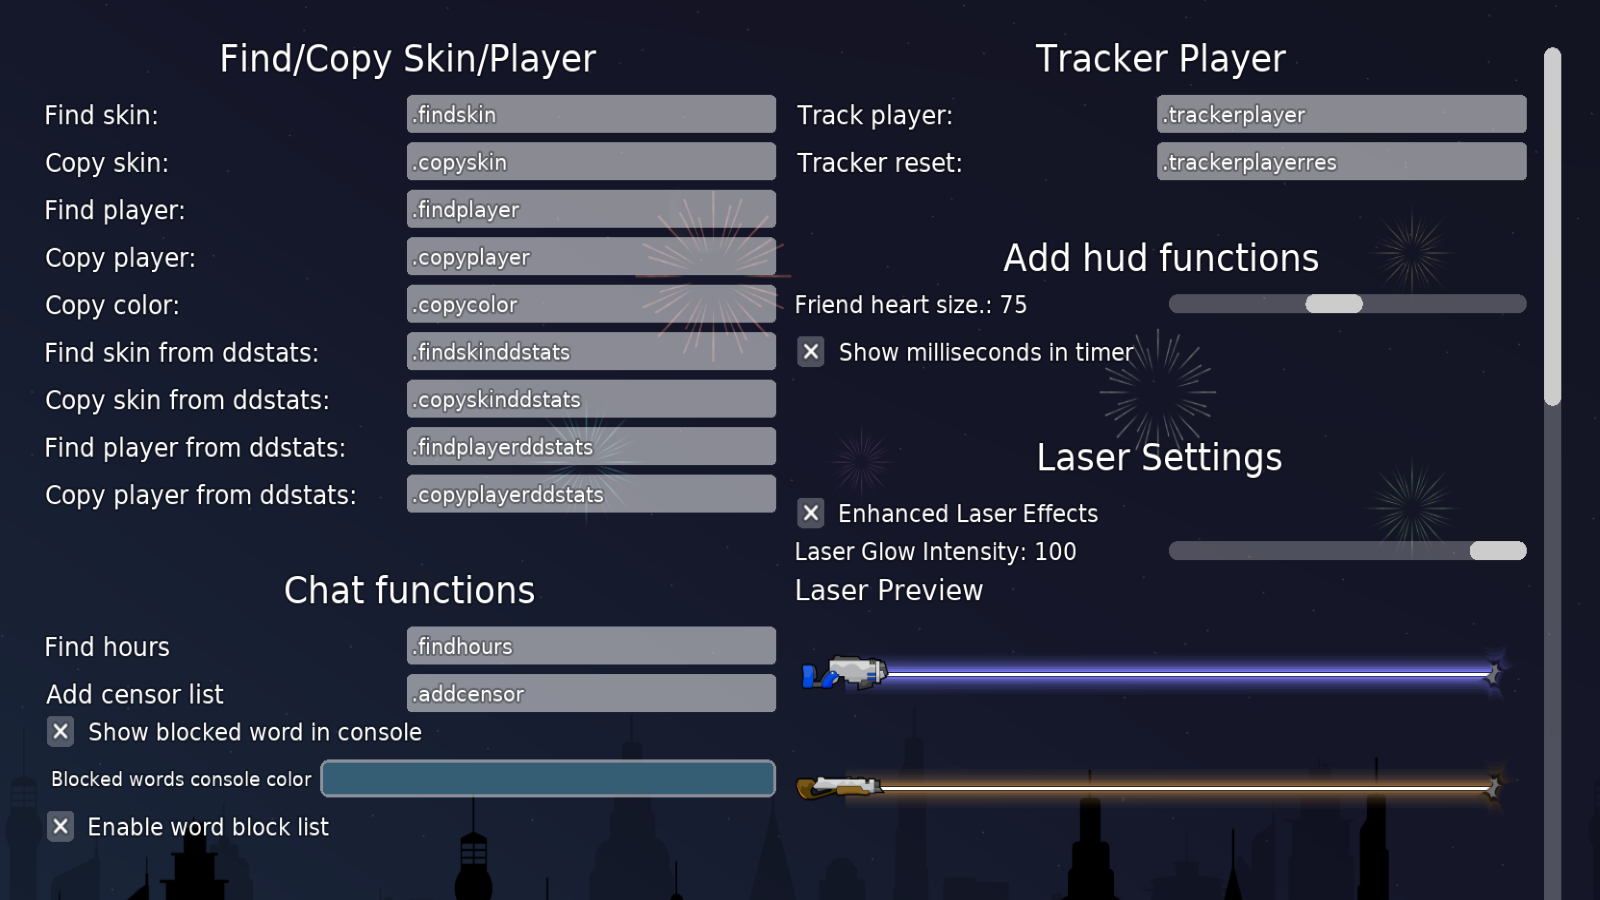 Find/Copy Skin/Player
Find skin: .findskin
Copy skin: .copyskin
Find player: .findplayer
Copy player: .copyplayer
Copy color: .copycolor
Find skin from ddstats: .findskinddstats
Copy skin from ddstats: .copyskinddstats
Find player from ddstats: .findplayerddstats
Copy player from ddstats: .copyplayerddstats
Chat functions
Find hours .findhours
Add censor list .addcensor
Show blocked word in console
Blocked words console color
Enable word block list
Tracker Player
Track player: .trackerplayer
Tracker reset: .trackerplayerres
Add hud functions
Friend heart size.: 75
Show milliseconds in timer
Laser Settings
Enhanced Laser Effects
Laser Glow Intensity: 100
Laser Preview